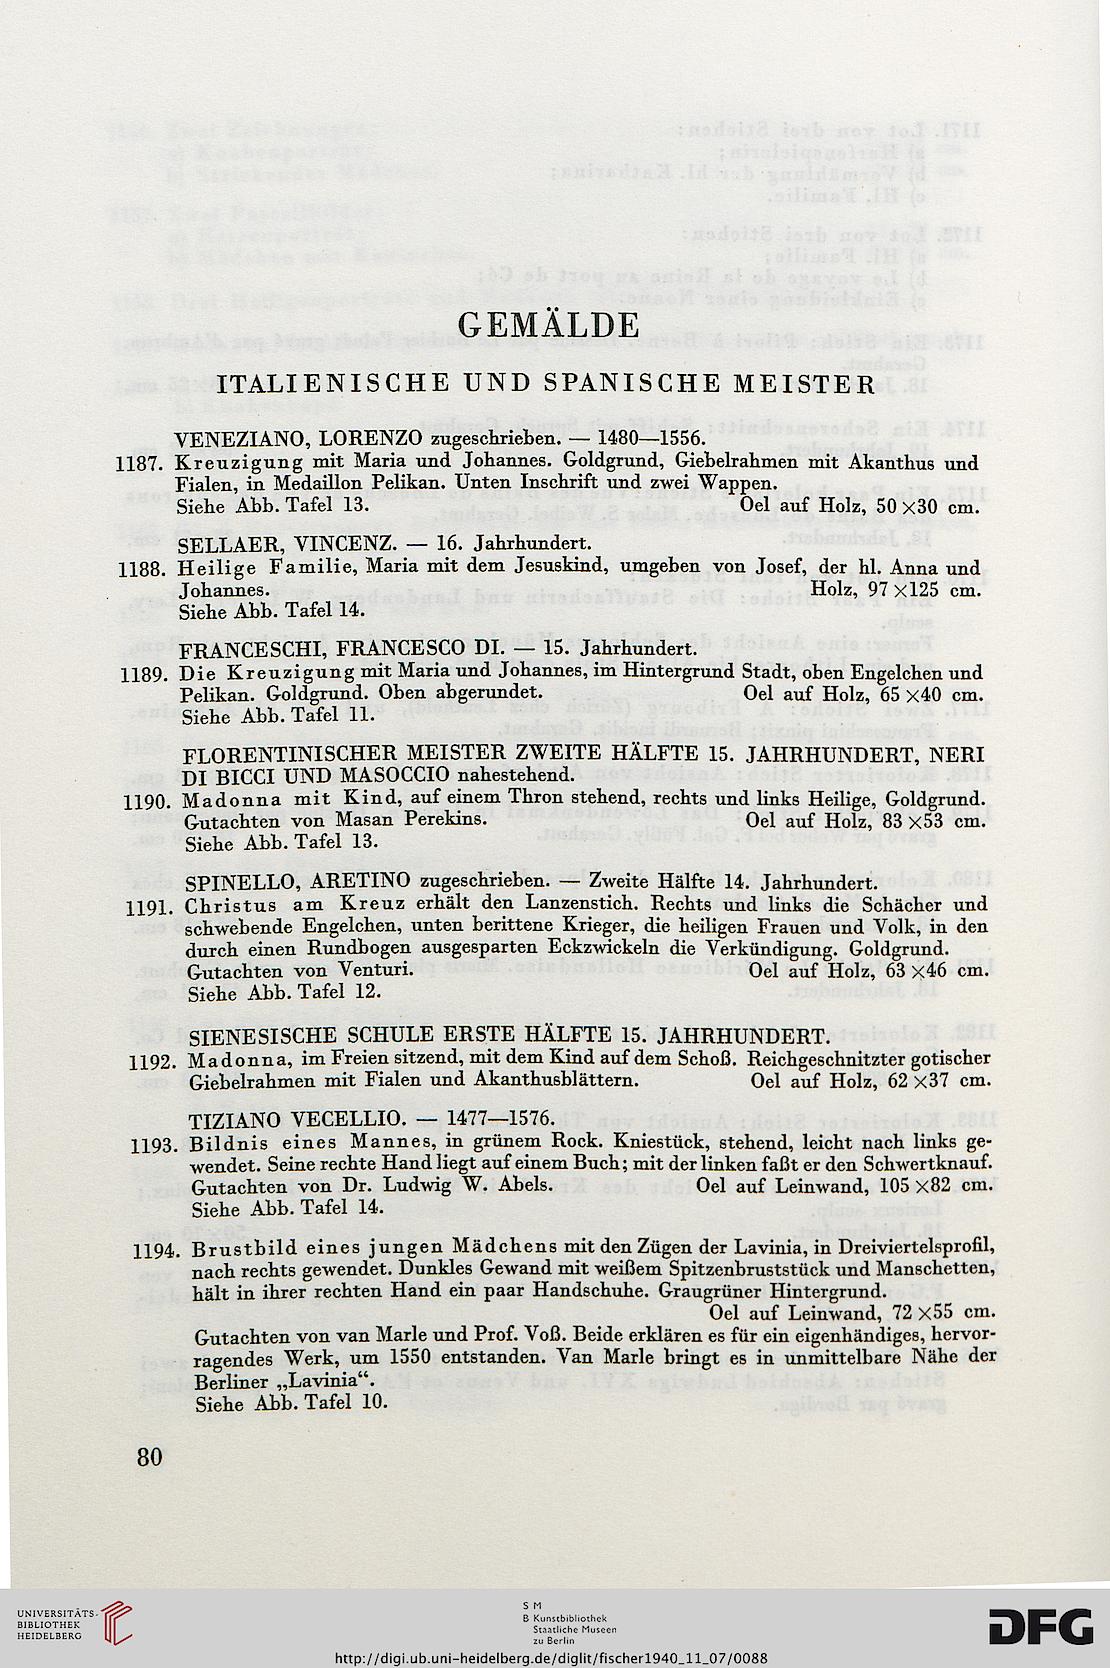 GEMÄLDE
ITALIENISCHE UND SPANISCHE MEISTER
VENEZIANO, LORENZO zugeschrieben. — 1480—1556.
1187. Kreuzigung mit Maria und Johannes. Goldgrund, Giebelrahmen mit Akanthus und
Fialen, in Medaillon Pelikan. Unten Inschrift und zwei Wappen.
Siehe Abb. Tafel 13. Oel auf Holz, 50×30 cm.
SELLAER, VINCENZ. — 16. Jahrhundert.
1188. Heilige Familie, Maria mit dem Jesuskind, umgeben von Josef, der hl. Anna und
Johannes. Holz, 97×125 cm.
Siehe Abb. Tafel 14.
FRANCESCHI, FRANCESCO DI. — 15. Jahrhundert.
1189. Die Kreuzigung mit Maria und Johannes, im Hintergrund Stadt, oben Engelchen und
Pelikan. Goldgrund. Oben abgerundet. Oel auf Holz, 65×40 cm.
Siehe Abb. Tafel 11.
FLORENTINISCHER MEISTER ZWEITE HÄLFTE 15. JAHRHUNDERT, NERI
DI BICCI UND MASOCCIO nahestehend.
1190. Madonna mit Kind, auf einem Thron stehend, rechts und links Heilige, Goldgrund.
Gutachten von Masan Perekins. Oel auf Holz, 83×53 cm.
Siehe Abb. Tafel 13.
SPINELLO, ARETINO zugeschrieben. — Zweite Hälfte 14. Jahrhundert.
1191. Christus am Kreuz erhält den Lanzenstich. Rechts und links die Schächer und
schwebende Engelchen, unten berittene Krieger, die heiligen Frauen und Volk, in den
durch einen Rundbogen ausgesparten Eckzwickeln die Verkündigung. Goldgrund.
Gutachten von Venturi. Oel auf Holz, 63×46 cm.
Siehe Abb. Tafel 12.
SIENESISCHE SCHULE ERSTE HÄLFTE 15. JAHRHUNDERT.
1192. Madonna, im Freien sitzend, mit dem Kind auf dem Schoß. Reichgeschnitzter gotischer
Giebelrahmen mit Fialen und Akanthusblättern. Oel auf Holz, 62×37 cm.
TIZIANO VECELLIO. — 1477—1576.
1193. Bildnis eines Mannes, in grünem Rock. Kniestück, stehend, leicht nach links ge-
wendet. Seine rechte Hand liegt auf einem Buch; mit der linken faßt er den Schwertknauf.
Gutachten von Dr. Ludwig W. Abels. Oel auf Leinwand, 105×82 cm.
Siehe Abb. Tafel 14.
1194. Brustbild eines jungen Mädchens mit den Zügen der Lavinia, in Dreiviertelsprofil,
nach rechts gewendet. Dunkles Gewand mit weißem Spitzenbruststück und Manschetten,
hält in ihrer rechten Hand ein paar Handschuhe. Graugrüner Hintergrund.
Oel auf Leinwand, 72×55 cm.
Gutachten von van Marle und Prof. Voß. Beide erklären es für ein eigenhändiges, hervor-
ragendes Werk, um 1550 entstanden. Van Marle bringt es in unmittelbare Nähe der
Berliner „Lavinia“.
Siehe Abb. Tafel 10.
80
UNIVERSITÄTS-
BIBLIOTHEK
HEIDELBERG
S M
B Kunstbibliothek
Staatliche Museen
zu Berlin
DFG
http://digi.ub.uni-heidelberg.de/diglit/fischer1940_11_07/0088